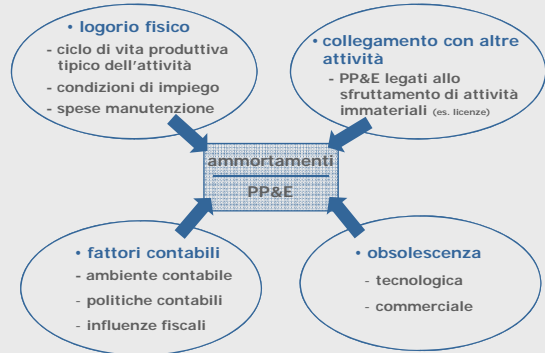 • logorio fisico
- ciclo di vita produttiva
tipico dell'attività
- condizioni di impiego
- spese manutenzione
• collegamento con altre
attività
- PP&E legati allo
sfruttamento di attività
immateriali (es. licenze)
ammortamenti
PP&E
• fattori contabili
- ambiente contabile
- politiche contabili
- influenze fiscali
• obsolescenza
- tecnologica
- commerciale